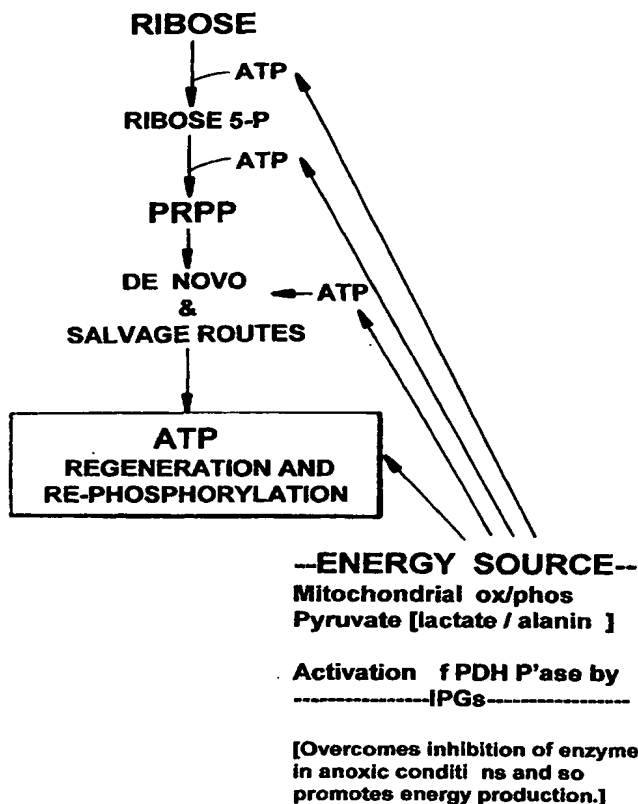 RIBOSE
ATP
RIBOSE 5-P
ATP
PRPP
DE NOVO
&
SALVAGE ROUTES
ATP
ATP
REGENERATION AND
RE-PHOSPHORYLATION
--ENERGY SOURCE--
Mitochondrial ox/phos
Pyruvate [lactate / alanin ]
Activation f PDH P'ase by
----------------IPGs------------------
[Overcomes inhibition of enzyme
in anoxic conditi ns and so
promotes energy production.]